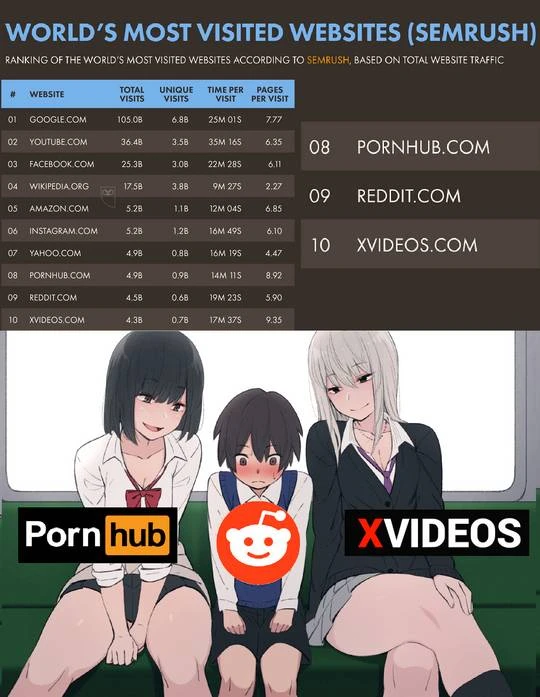 WORLD'S MOST VISITED WEBSITES (SEMRUSH)
RANKING OF THE WORLD'S MOST VISITED WEBSITES ACCORDING TO SEMRUSH, BASED ON TOTAL WEBSITE TRAFFIC
# WEBSITE TOTAL VISITS UNIQUE VISITS TIME PER VISIT PAGES PER VISIT
01 GOOGLE.COM 105.0B 6.8B 25M 01S 7.77
02 YOUTUBE.COM 36.4B 3.5B 35M 16S 6.35
03 FACEBOOK.COM 25.3B 3.0B 22M 28S 6.11
04 WIKIPEDIA.ORG 17.5B 3.8B 9M 27S 2.27
05 AMAZON.COM 5.2B 1.1B 12M 04S 6.85
06 INSTAGRAM.COM 5.2B 1.2B 16M 49S 6.10
07 YAHOO.COM 4.9B 0.8B 16M 19S 4.47
08 PORNHUB.COM 4.9B 0.9B 14M 11S 8.92
09 REDDIT.COM 4.5B 0.6B 19M 23S 5.90
10 XVIDEOS.COM 4.3B 0.7B 17M 37S 9.35
08 PORNHUB.COM
09 REDDIT.COM
10 XVIDEOS.COM
Porn hub
XVIDEOS